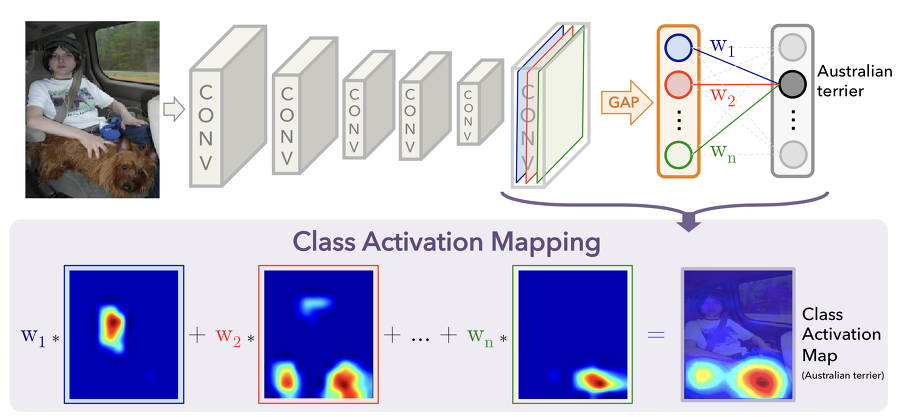 CONV
CONV
CONV
CONV
CONV
CONV
GAP
w1
w2
⋮
wn
⋮
Australian
terrier
Class Activation Mapping
w1 * + w2 * + ... + wn * =
Class
Activation
Map
(Australian terrier)